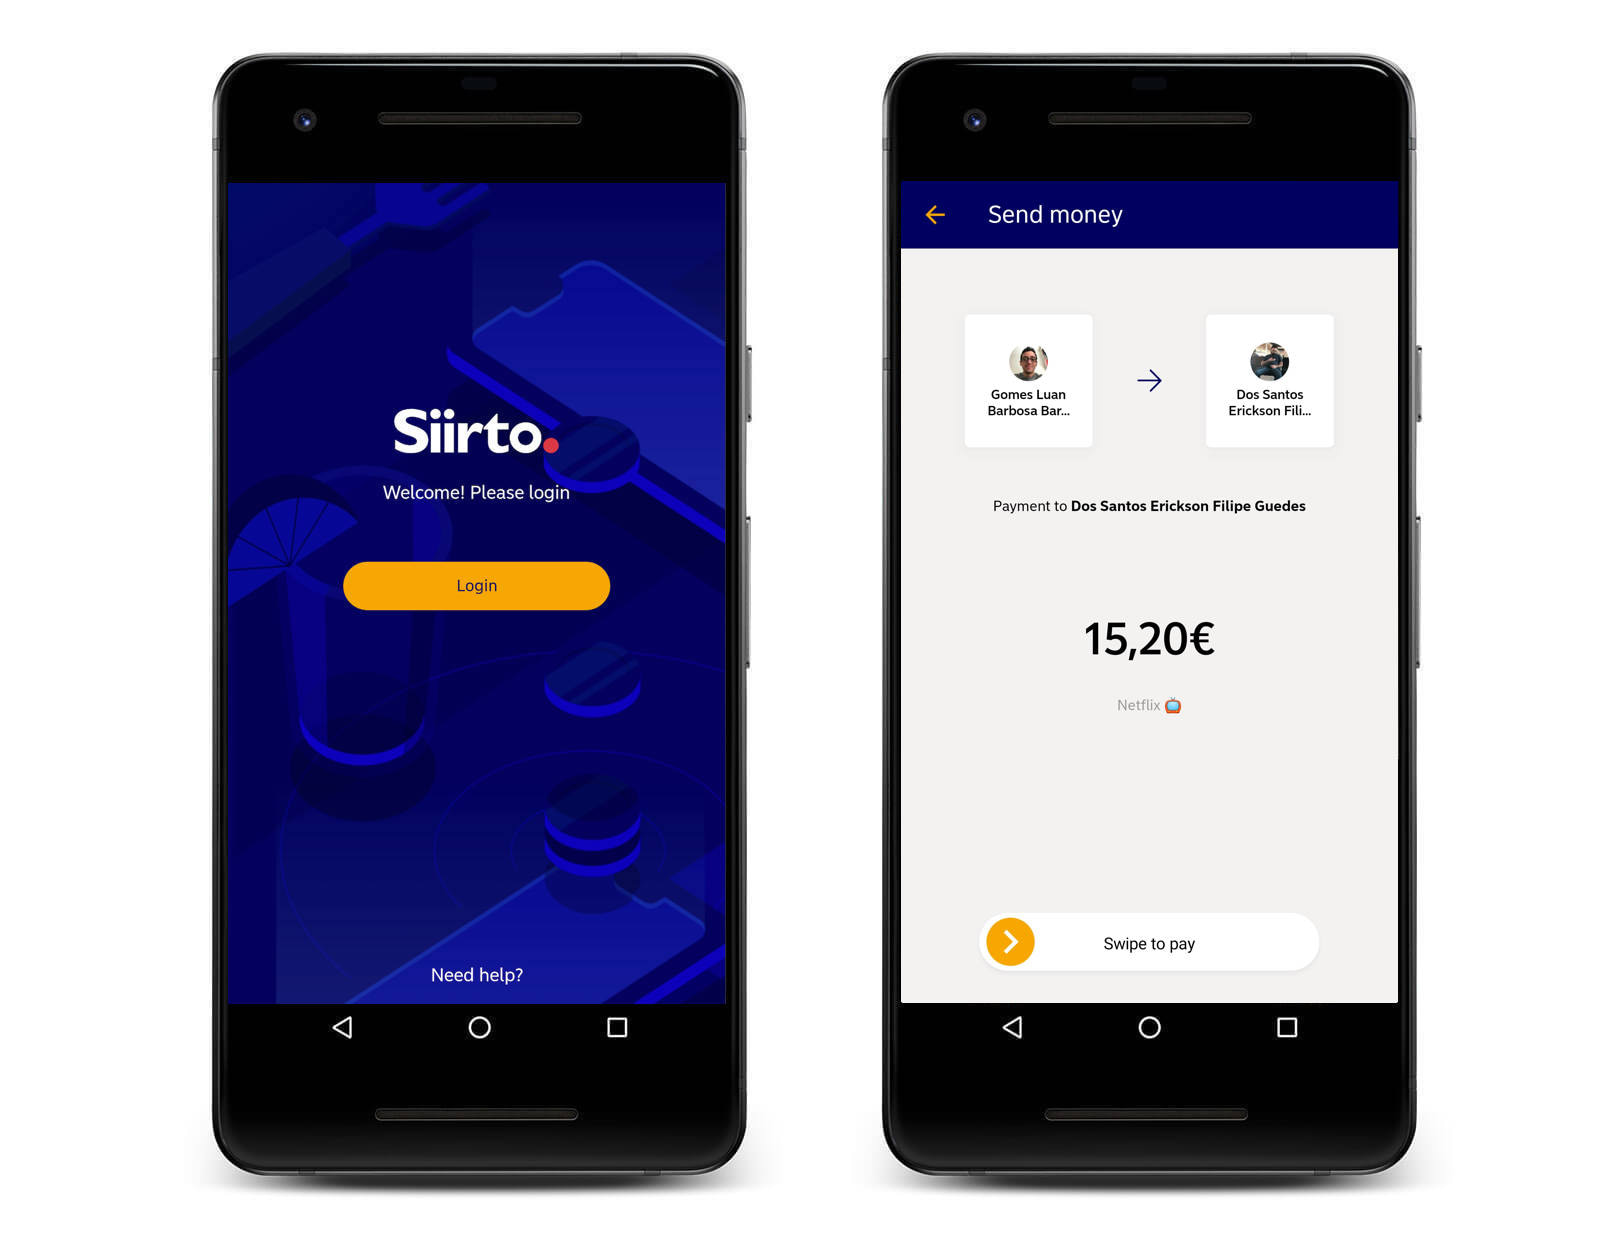 Siirto.
Welcome! Please login
Login
Need help?
Send money
Gomes Luan
Barbosa Bar...
Dos Santos
Erickson Fili...
Payment to Dos Santos Erickson Filipe Guedes
15,20€
Netflix 📺
Swipe to pay